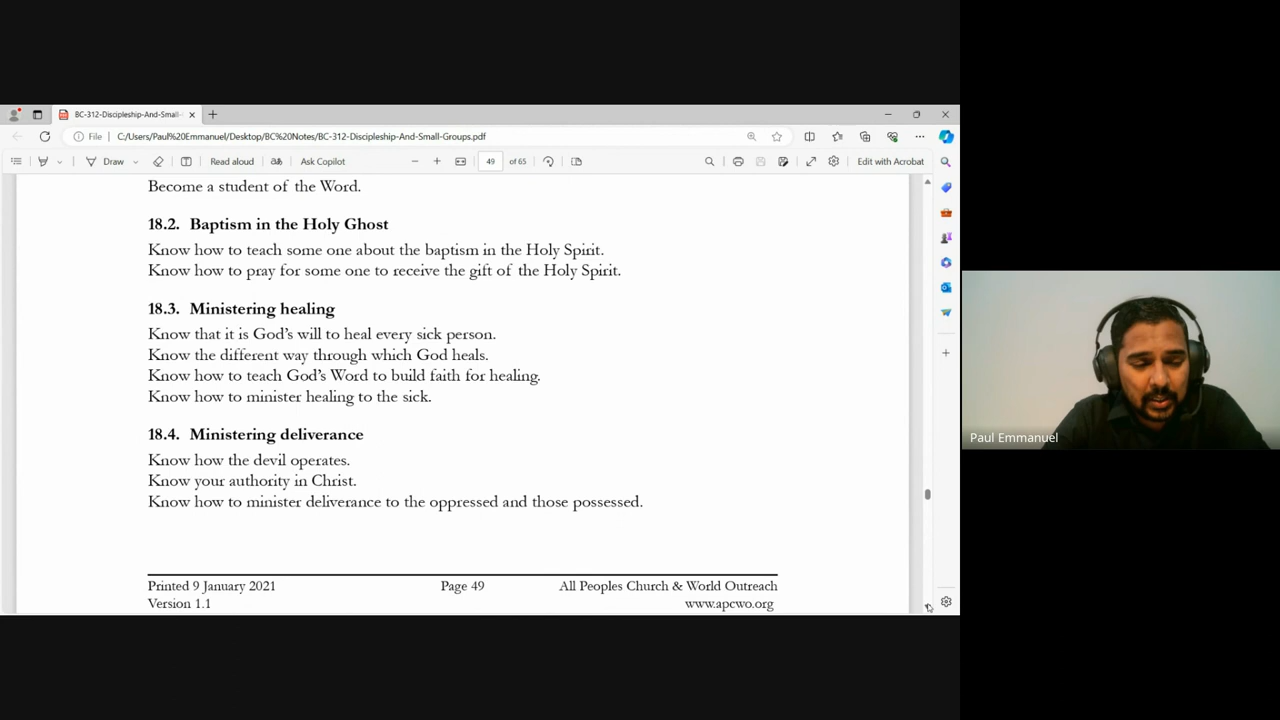 BC-312-Discipleship-And-Small-
File
C:/Users/Paul%20Emmanuel/Desktop/BC%20Notes/BC-312-Discipleship-And-Small-Groups.pdf
Draw
Read aloud
Ask Copilot
49
of 65
Edit with Acrobat
Become a student of the Word.
18.2. Baptism in the Holy Ghost
Know how to teach some one about the baptism in the Holy Spirit.
Know how to pray for some one to receive the gift of the Holy Spirit.
18.3. Ministering healing
Know that it is God's will to heal every sick person.
Know the different way through which God heals.
Know how to teach God's Word to build faith for healing.
Know how to minister healing to the sick.
18.4. Ministering deliverance
Know how the devil operates.
Know your authority in Christ.
Know how to minister deliverance to the oppressed and those possessed.
Printed 9 January 2021
Page 49
All Peoples Church & World Outreach
Version 1.1
www.apcwo.org
Paul Emmanuel